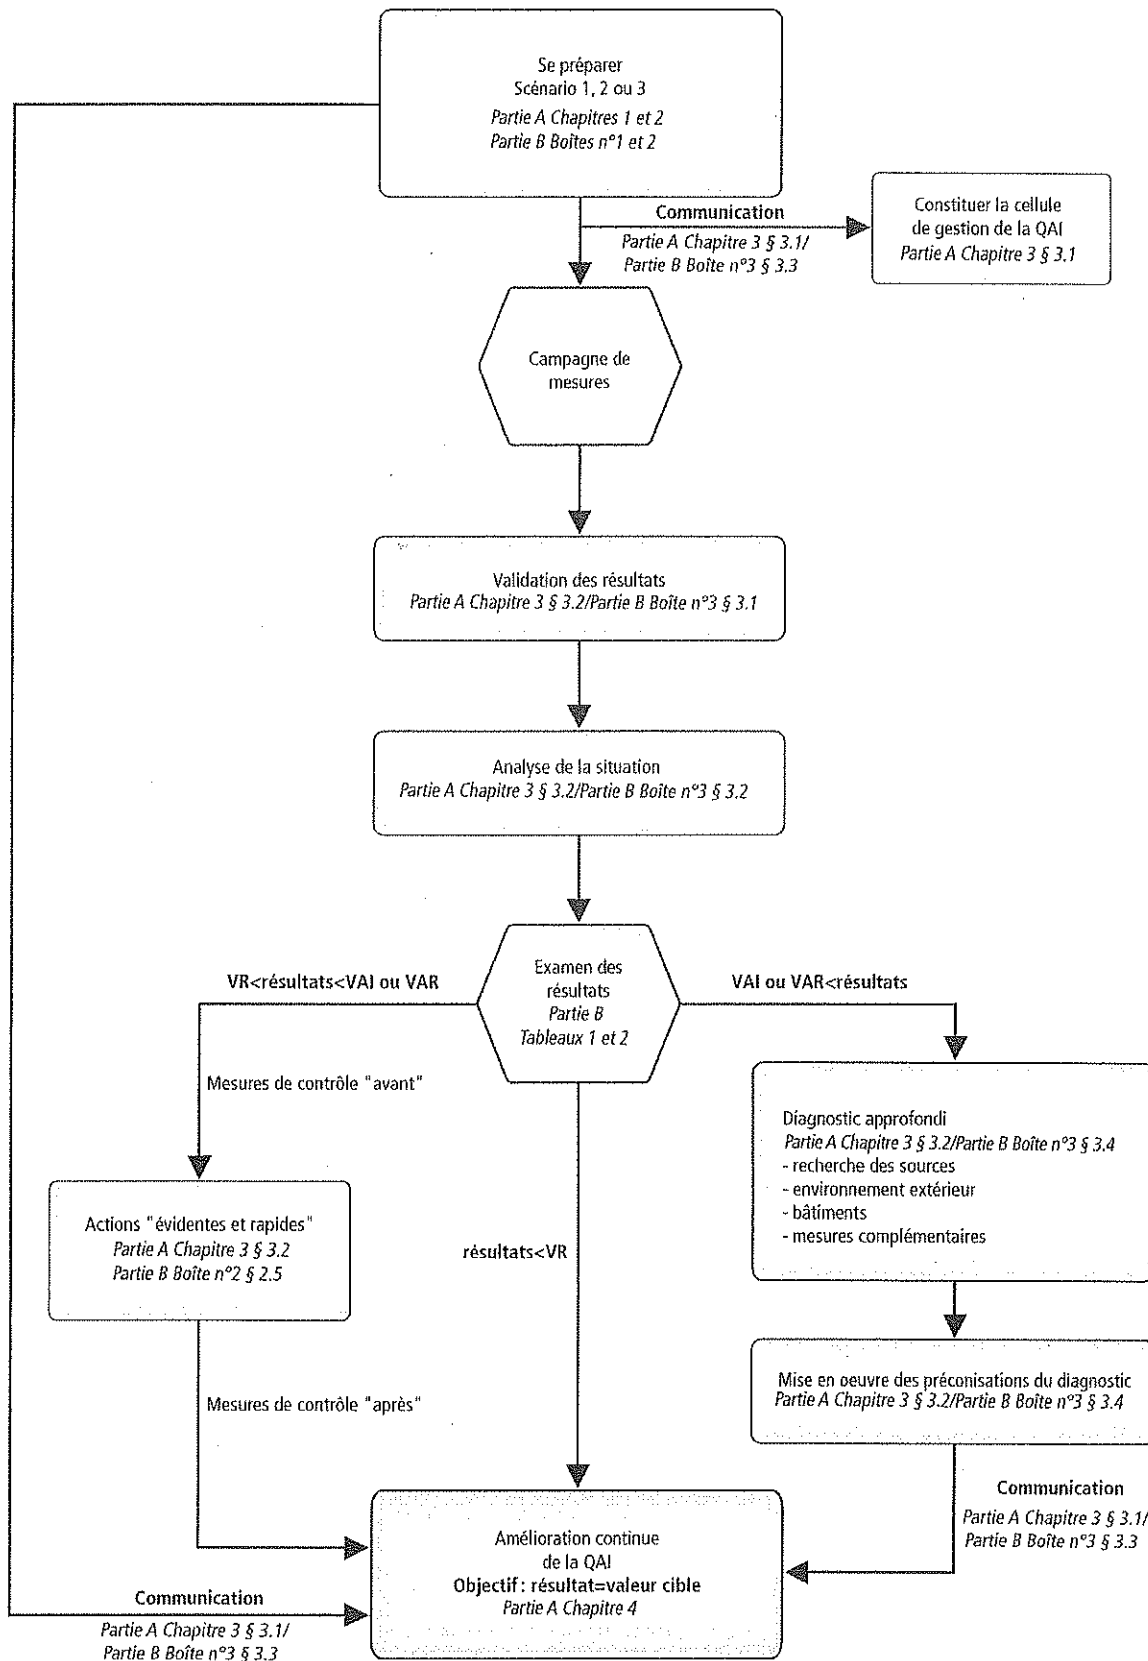 Se préparer
Scénario 1, 2 ou 3
Partie A Chapitres 1 et 2
Partie B Boîtes n°1 et 2
Communication
Partie A Chapitre 3 § 3.1/
Partie B Boîte n°3 § 3.3
Constituer la cellule
de gestion de la QAI
Partie A Chapitre 3 § 3.1
Campagne de
mesures
Validation des résultats
Partie A Chapitre 3 § 3.2/Partie B Boîte n°3 § 3.1
Analyse de la situation
Partie A Chapitre 3 § 3.2/Partie B Boîte n°3 § 3.2
Examen des
résultats
Partie B
Tableaux 1 et 2
VR<résultats<VAI ou VAR
VAI ou VAR<résultats
Mesures de contrôle "avant"
Actions "évidentes et rapides"
Partie A Chapitre 3 § 3.2
Partie B Boîte n°2 § 2.5
résultats<VR
Diagnostic approfondi
Partie A Chapitre 3 § 3.2/Partie B Boîte n°3 § 3.4
- recherche des sources
- environnement extérieur
- bâtiments
- mesures complémentaires
Mise en oeuvre des préconisations du diagnostic
Partie A Chapitre 3 § 3.2/Partie B Boîte n°3 § 3.4
Mesures de contrôle "après"
Communication
Partie A Chapitre 3 § 3.1/
Partie B Boîte n°3 § 3.3
Amélioration continue
de la QAI
Objectif : résultat=valeur cible
Partie A Chapitre 4
Communication
Partie A Chapitre 3 § 3.1/
Partie B Boîte n°3 § 3.3